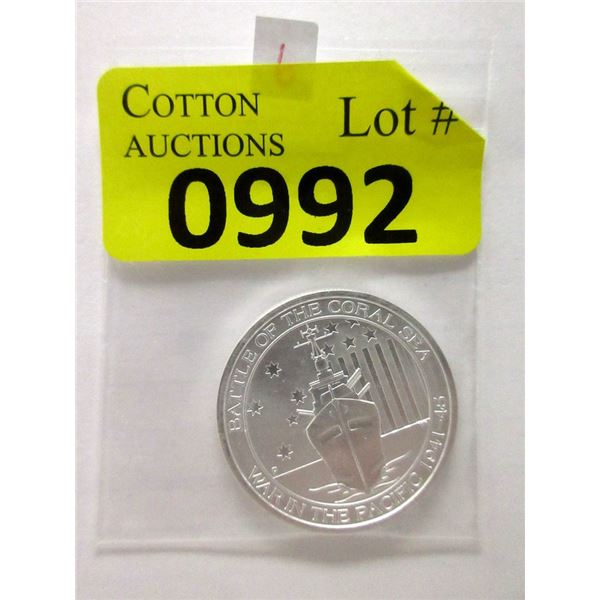 COTTON
AUCTIONS
Lot #
0992
BATTLE OF THE CORAL SEA
WAR IN THE PACIFIC 1941-45